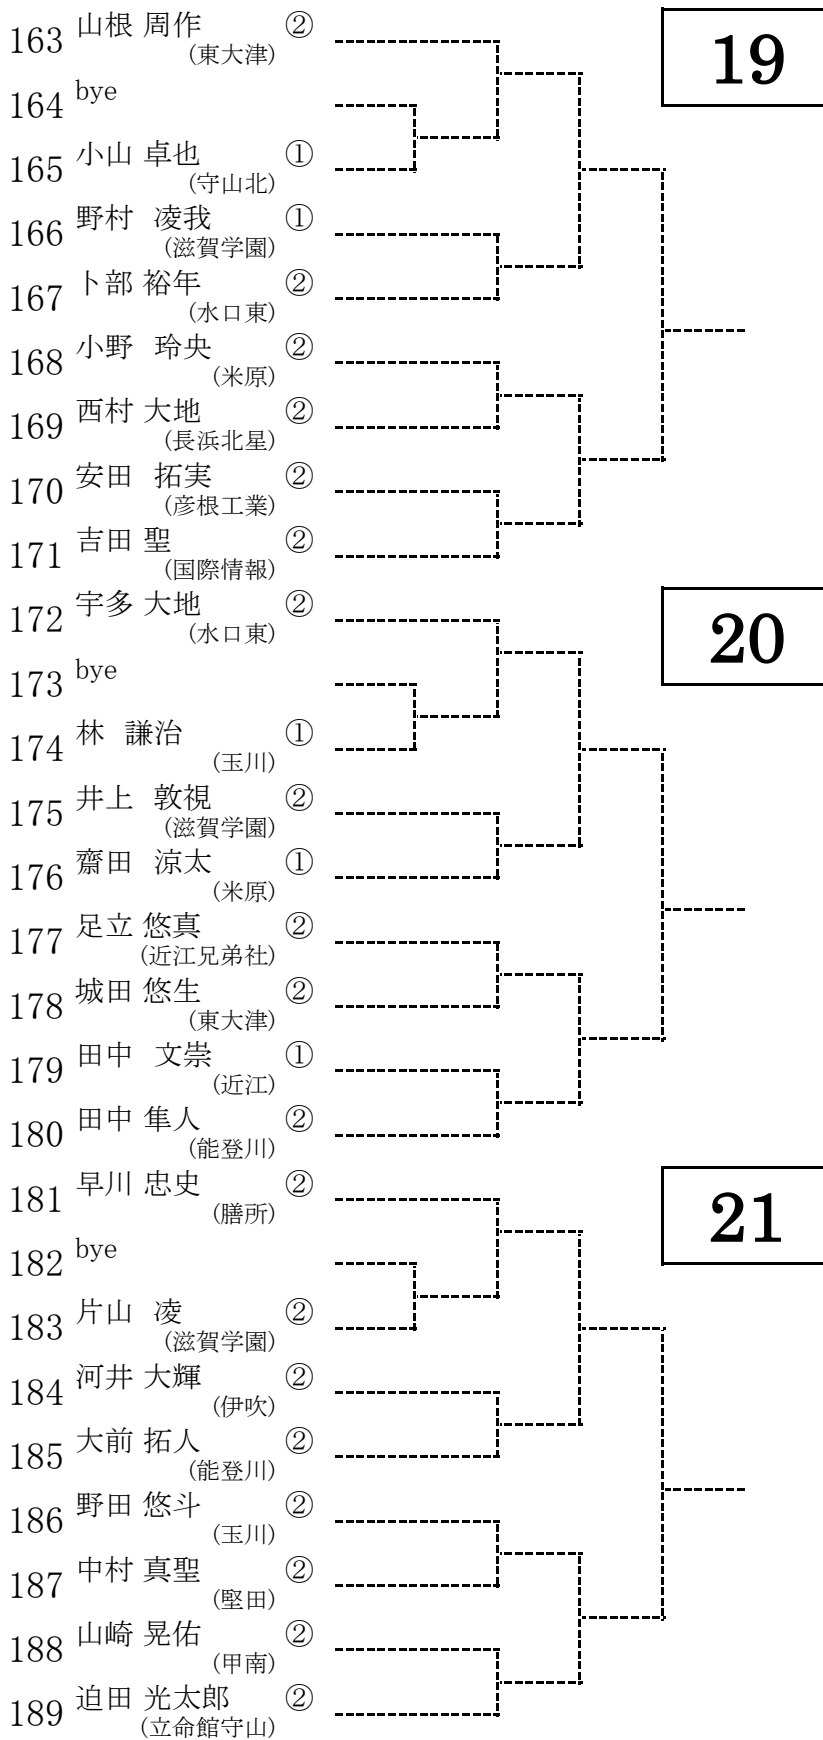 163 山根 周作 ②
(東大津)
19
164 bye
165 小山 卓也 ①
(守山北)
166 野村 凌我 ①
(滋賀学園)
167 卜部 裕年 ②
(水口東)
168 小野 玲央 ②
(米原)
169 西村 大地 ②
(長浜北星)
170 安田 拓実 ②
(彦根工業)
171 吉田 聖 ②
(国際情報)
172 宇多 大地 ②
(水口東)
20
173 bye
174 林 謙治 ①
(玉川)
175 井上 敦視 ②
(滋賀学園)
176 齋田 涼太 ①
(米原)
177 足立 悠真 ②
(近江兄弟社)
178 城田 悠生 ②
(東大津)
179 田中 文崇 ①
(近江)
180 田中 隼人 ②
(能登川)
181 早川 忠史 ②
(膳所)
21
182 bye
183 片山 凌 ②
(滋賀学園)
184 河井 大輝 ②
(伊吹)
185 大前 拓人 ②
(能登川)
186 野田 悠斗 ②
(玉川)
187 中村 真聖 ②
(堅田)
188 山崎 晃佑 ②
(甲南)
189 迫田 光太郎 ②
(立命館守山)